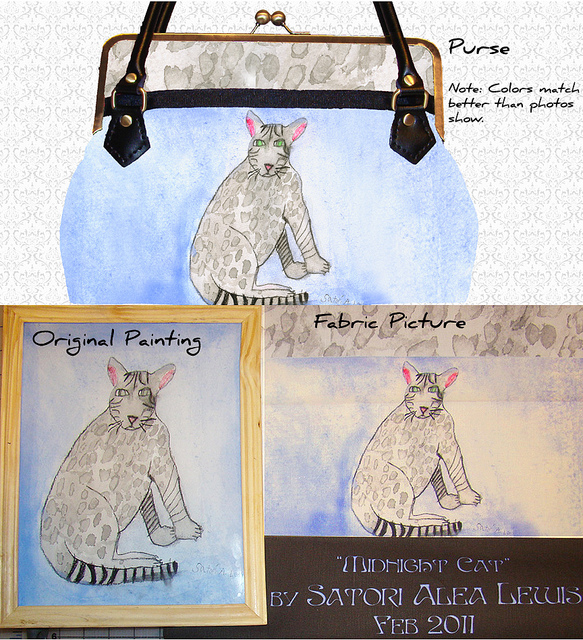 Purse
Note: Colors match
better than photos
show.
Original Painting
Fabric Picture
"Midnight Cat"
by Satori Alea Lewis
Feb 2011